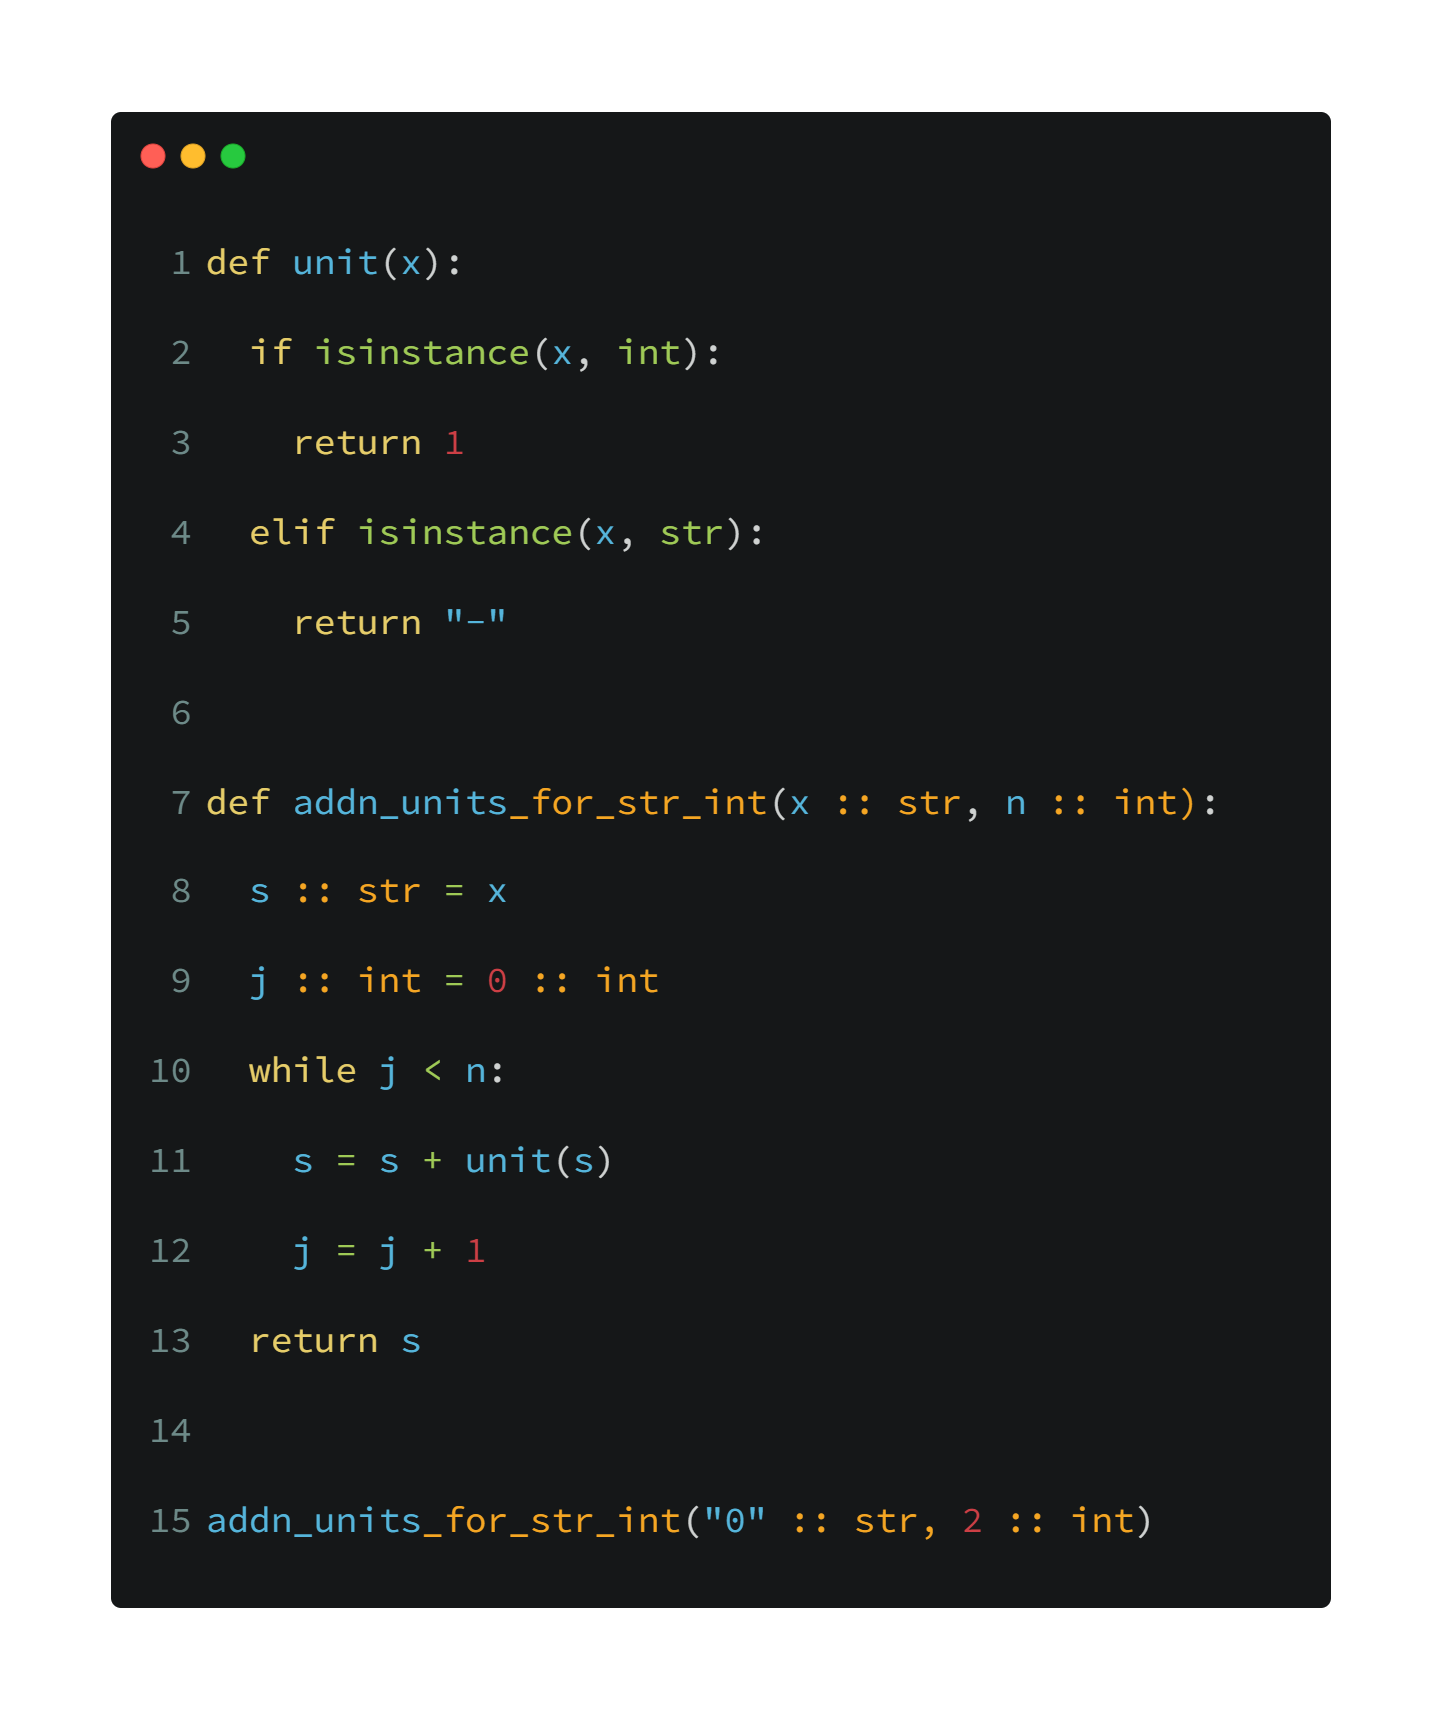 1 def unit(x):
2   if isinstance(x, int):
3     return 1
4   elif isinstance(x, str):
5     return "-"
6
7 def addn_units_for_str_int(x :: str, n :: int):
8   s :: str = x
9   j :: int = 0 :: int
10   while j < n:
11     s = s + unit(s)
12     j = j + 1
13   return s
14
15 addn_units_for_str_int("0" :: str, 2 :: int)